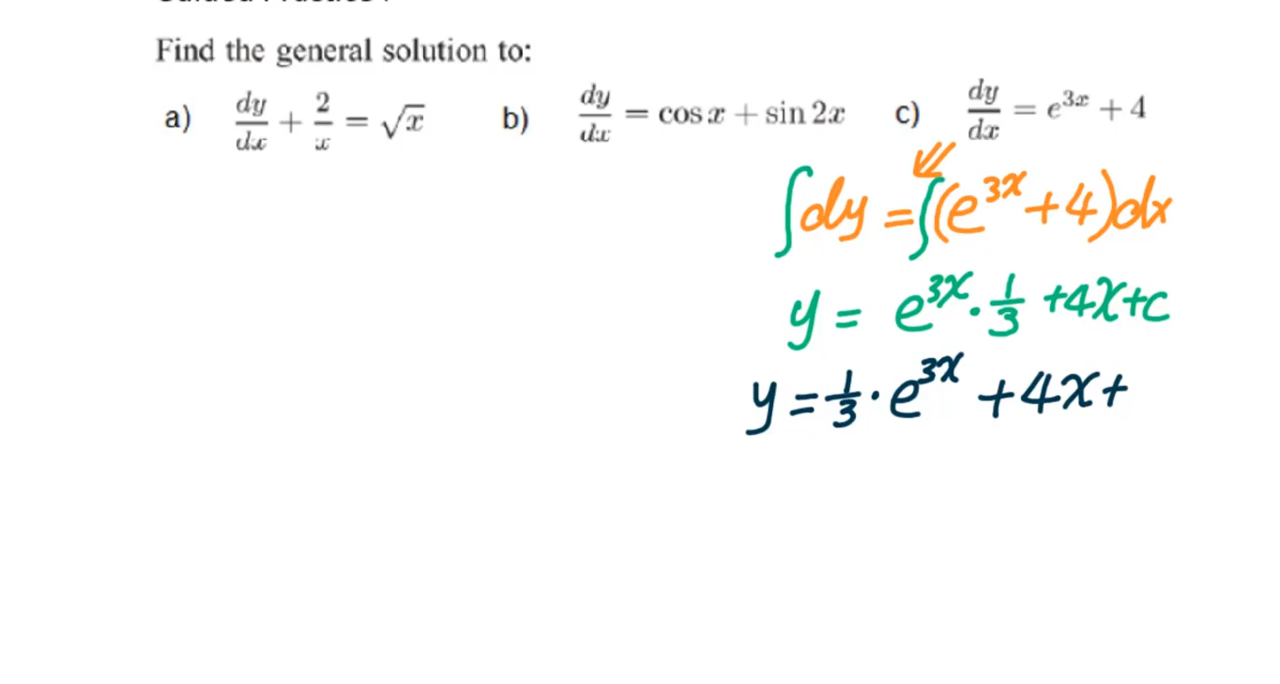 Find the general solution to:
a) dy/dx + 2/x = √x b) dy/dx = cos x + sin 2x c) dy/dx = e^{3x} + 4
∫dy = ∫(e^{3x} + 4)dx
y = e^{3x} · 1/3 + 4x + c
y = 1/3 · e^{3x} + 4x +